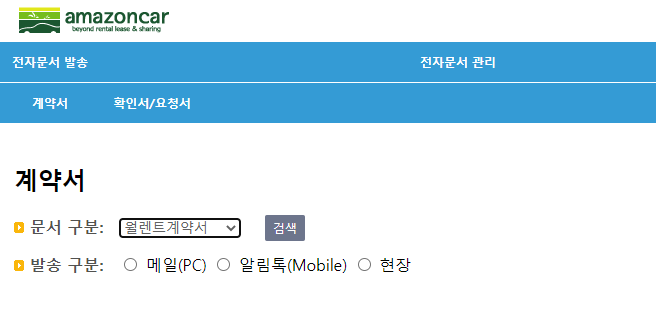 amazoncar
beyond rental lease & sharing
전자문서 발송 전자문서 관리
계약서 확인서/요청서
계약서
문서 구분: 월렌트계약서 검색
발송 구분: 메일(PC) 알림톡(Mobile) 현장